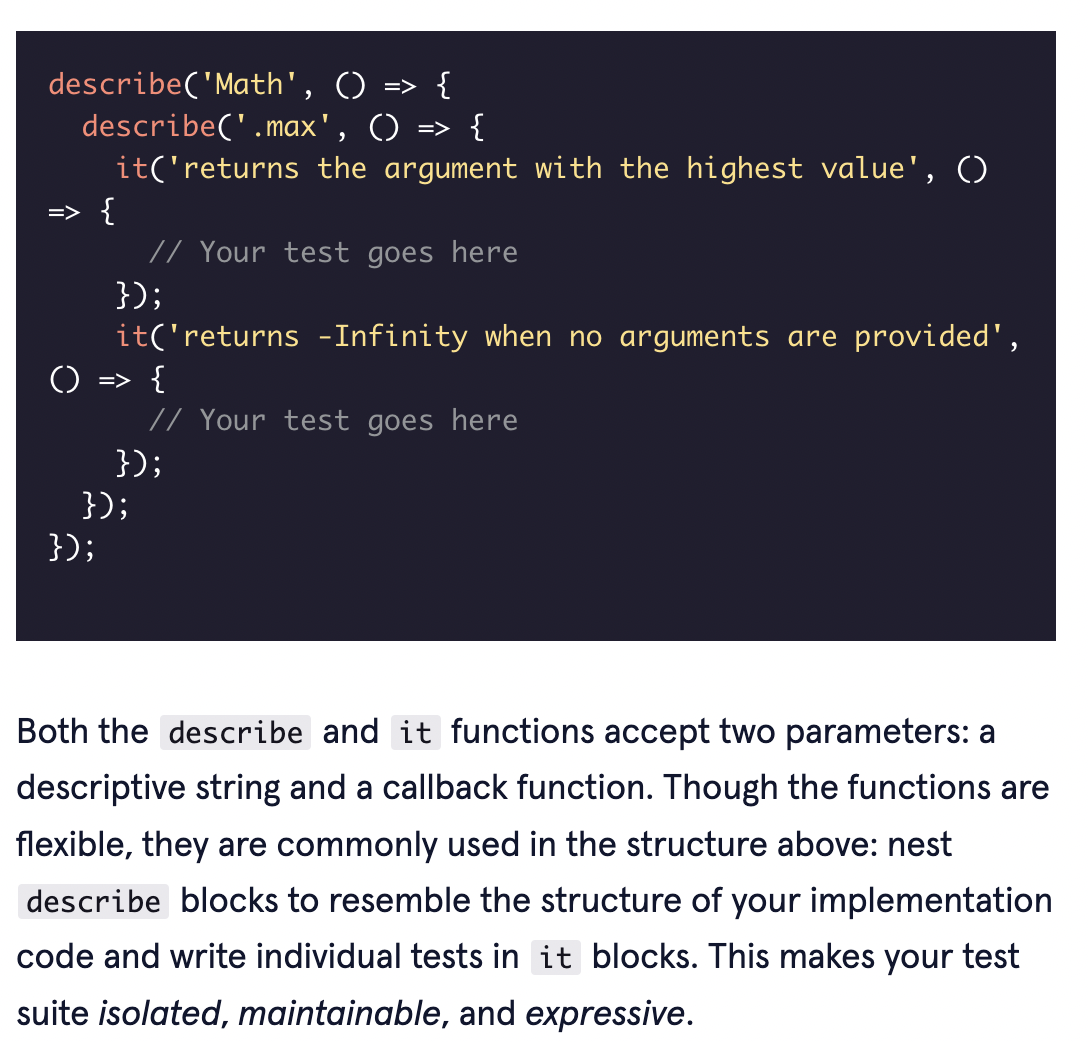 describe('Math', () => {
  describe('.max', () => {
    it('returns the argument with the highest value', ()
=> {
      // Your test goes here
    });
    it('returns -Infinity when no arguments are provided',
() => {
      // Your test goes here
    });
  });
});
Both the describe and it functions accept two parameters: a
descriptive string and a callback function. Though the functions are
flexible, they are commonly used in the structure above: nest
describe blocks to resemble the structure of your implementation
code and write individual tests in it blocks. This makes your test
suite isolated, maintainable, and expressive.